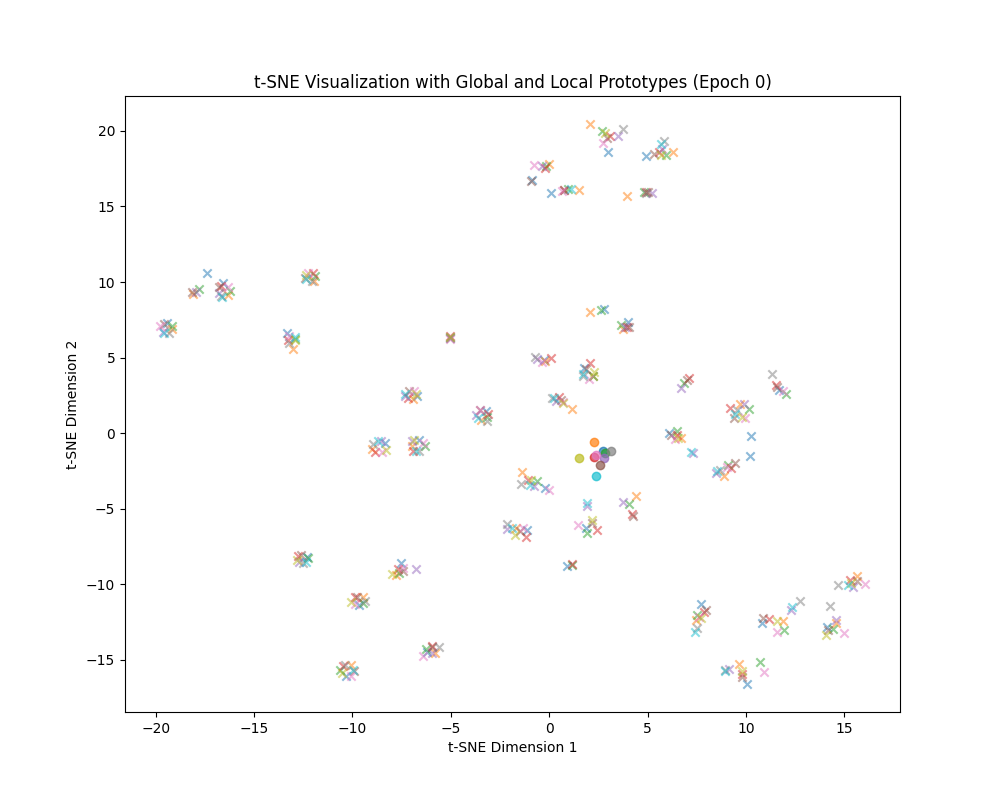 t-SNE Visualization with Global and Local Prototypes (Epoch 0)
20
15
10
5
0
−5
−10
−15
t-SNE Dimension 2
−20 −15 −10 −5 0 5 10 15
t-SNE Dimension 1